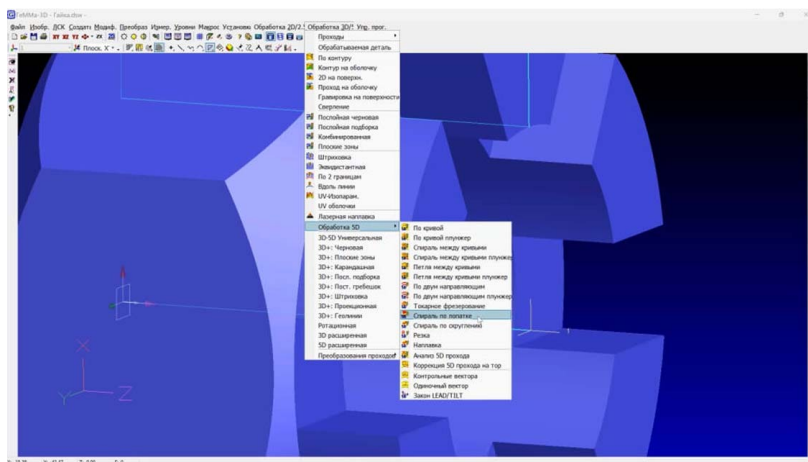 ГеММа-3D - Гайка.dtw -
Файл Изобр. ДСК Создать Модиф. Преобраз Измер. Уровни Макрос Установки Обработка 2D/2.5 Обработка 3D/! Упр. прог.
Плоск. X
Проходы
Обрабатываемая деталь
По контуру
Контур на оболочку
2D на поверхн.
Проход на оболочку
Гравировка на поверхности
Сверление
Послойная черновая
Послойная подборка
Комбинированная
Плоские зоны
Штриховка
Эквидистантная
По 2 границам
Вдоль линии
UV-Изопарам.
UV оболочки
Лазерная наплавка
Обработка 5D
3D-5D Универсальная
3D+: Черновая
3D+: Плоские зоны
3D+: Карандашная
3D+: Посл. подборка
3D+: Пост. гребешок
3D+: Штриховка
3D+: Проекционная
3D+: Геолинии
Ротационная
3D расширенная
5D расширенная
Преобразования проходов
По кривой
По кривой плунжер
Спираль между кривыми
Спираль между кривыми плунжер
Петля между кривыми
Петля между кривыми плунжер
По двум направляющим
По двум направляющим плунжер
Токарное фрезерование
Спираль по лопатке
Спираль по скруглению
Резка
Наплавка
Анализ 5D прохода
Коррекция 5D прохода на тор
Контрольные вектора
Одиночный вектор
Закон LEAD/TILT
X
Y
Z